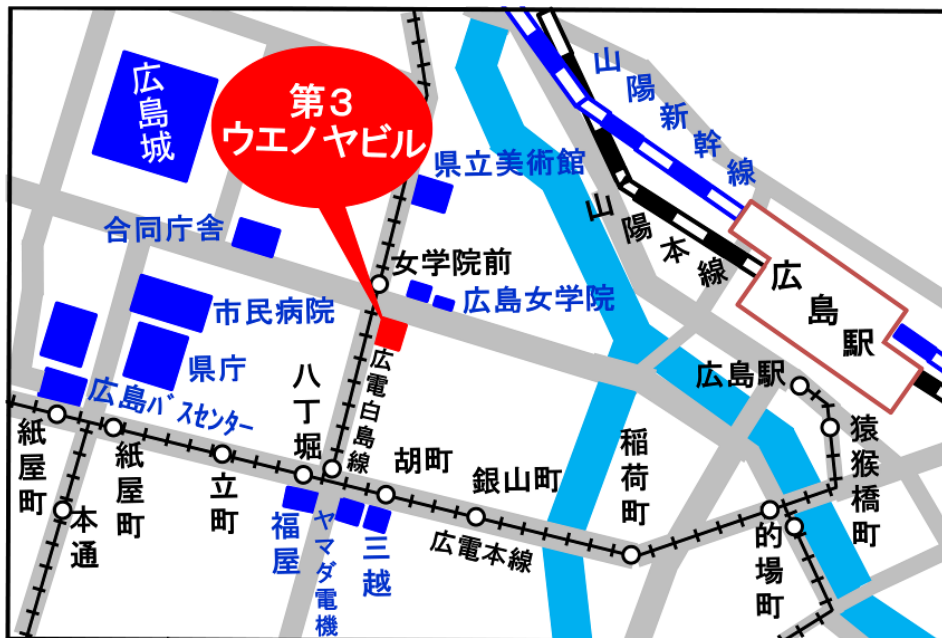 広島城
第3
ウエノヤビル
山陽新幹線
県立美術館
山陽本線
合同庁舎
女学院前
広島駅
市民病院
広島女学院
県庁
八丁堀
広電白島線
広島駅
広島バスセンター
紙屋町
紙屋町
立町
胡町
銀山町
稲荷町
猿猴橋町
本通
福屋
ヤマダ電機
三越
広電本線
的場町